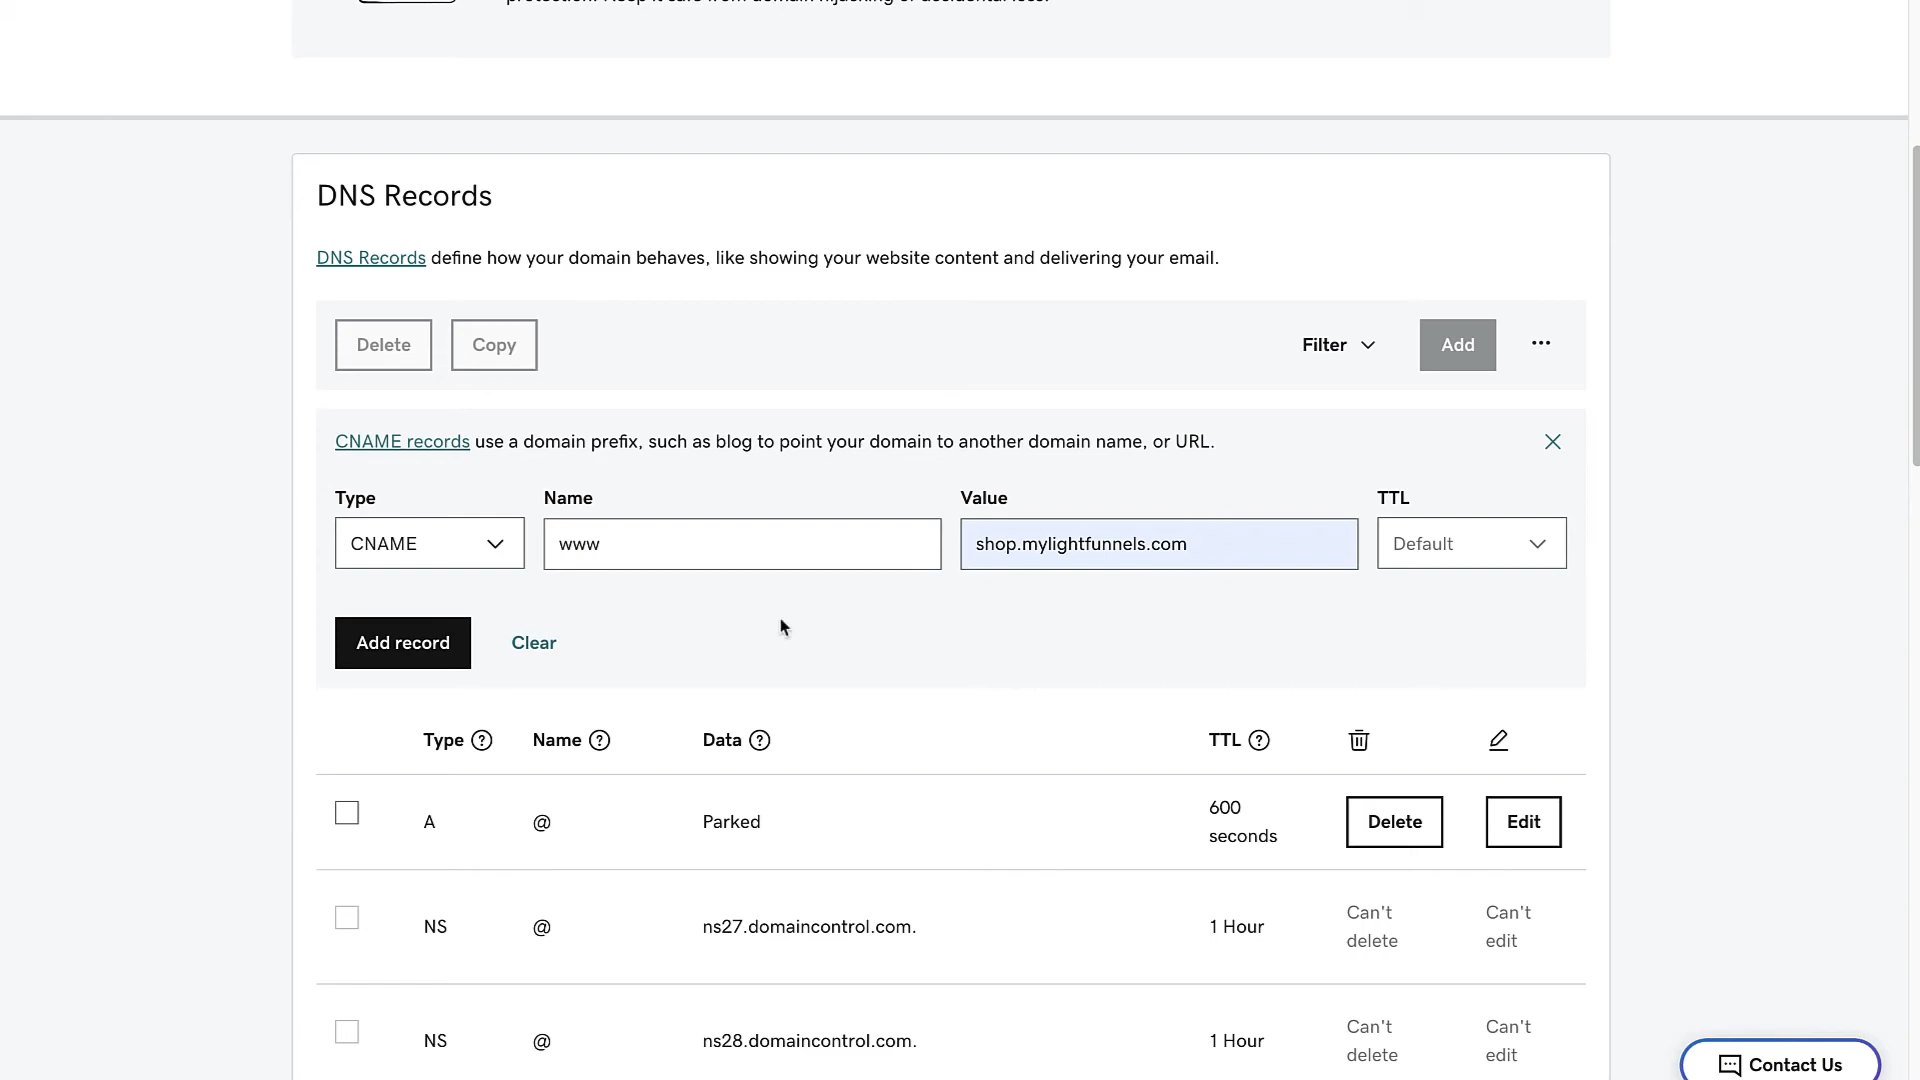 DNS Records
DNS Records define how your domain behaves, like showing your website content and delivering your email.
Delete Copy Filter Add ...
CNAME records use a domain prefix, such as blog to point your domain to another domain name, or URL.
Type Name Value TTL
CNAME www shop.mylightfunnels.com Default
Add record Clear
Type ? Name ? Data ? TTL ?
A @ Parked 600 seconds Delete Edit
NS @ ns27.domaincontrol.com. 1 Hour Can't delete Can't edit
NS @ ns28.domaincontrol.com. 1 Hour Can't delete Can't edit
Contact Us